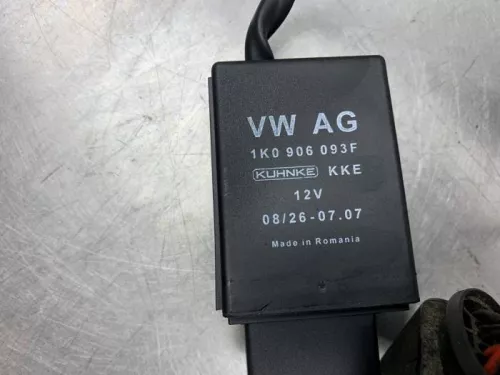 VW AG
1K0 906 093F
KUHNKE KKE
12V
08/26-07.07
Made in Romania